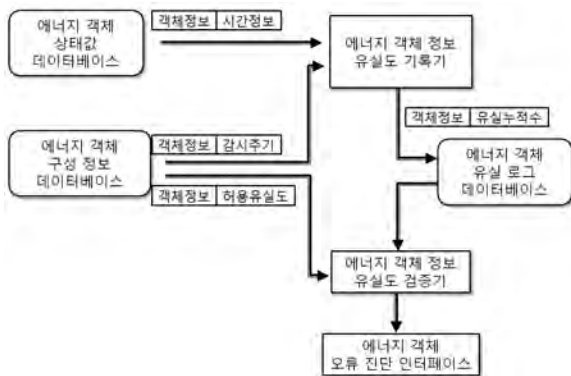 에너지 객체
상태값
데이터베이스
객체정보 시간정보
에너지 객체 정보
유실도 기록기
객체정보 유실누적수
에너지 객체
구성 정보
데이터베이스
객체정보 감시주기
객체정보 허용유실도
에너지 객체
유실 로그
데이터베이스
에너지 객체 정보
유실도 검증기
에너지 객체
오류 진단 인터페이스